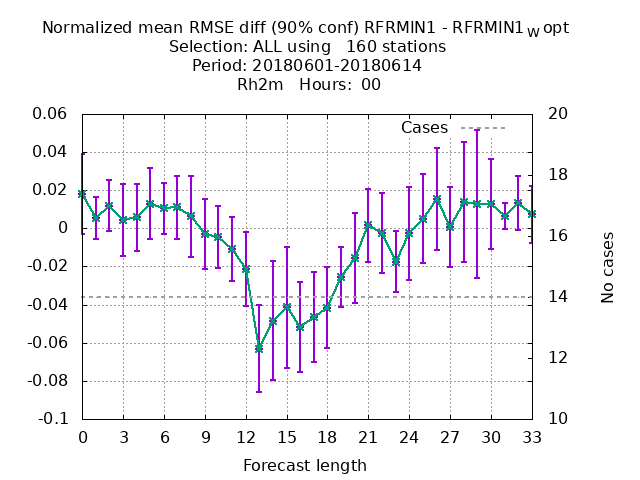 Normalized mean RMSE diff (90% conf) RFRMIN1 - RFRMIN1w opt
Selection: ALL using   160 stations
Period: 20180601-20180614
Rh2m   Hours:  00
Cases
0.06
0.04
0.02
0
-0.02
-0.04
-0.06
-0.08
-0.1
20
18
16
14
12
10
No cases
0 3 6 9 12 15 18 21 24 27 30 33
Forecast length